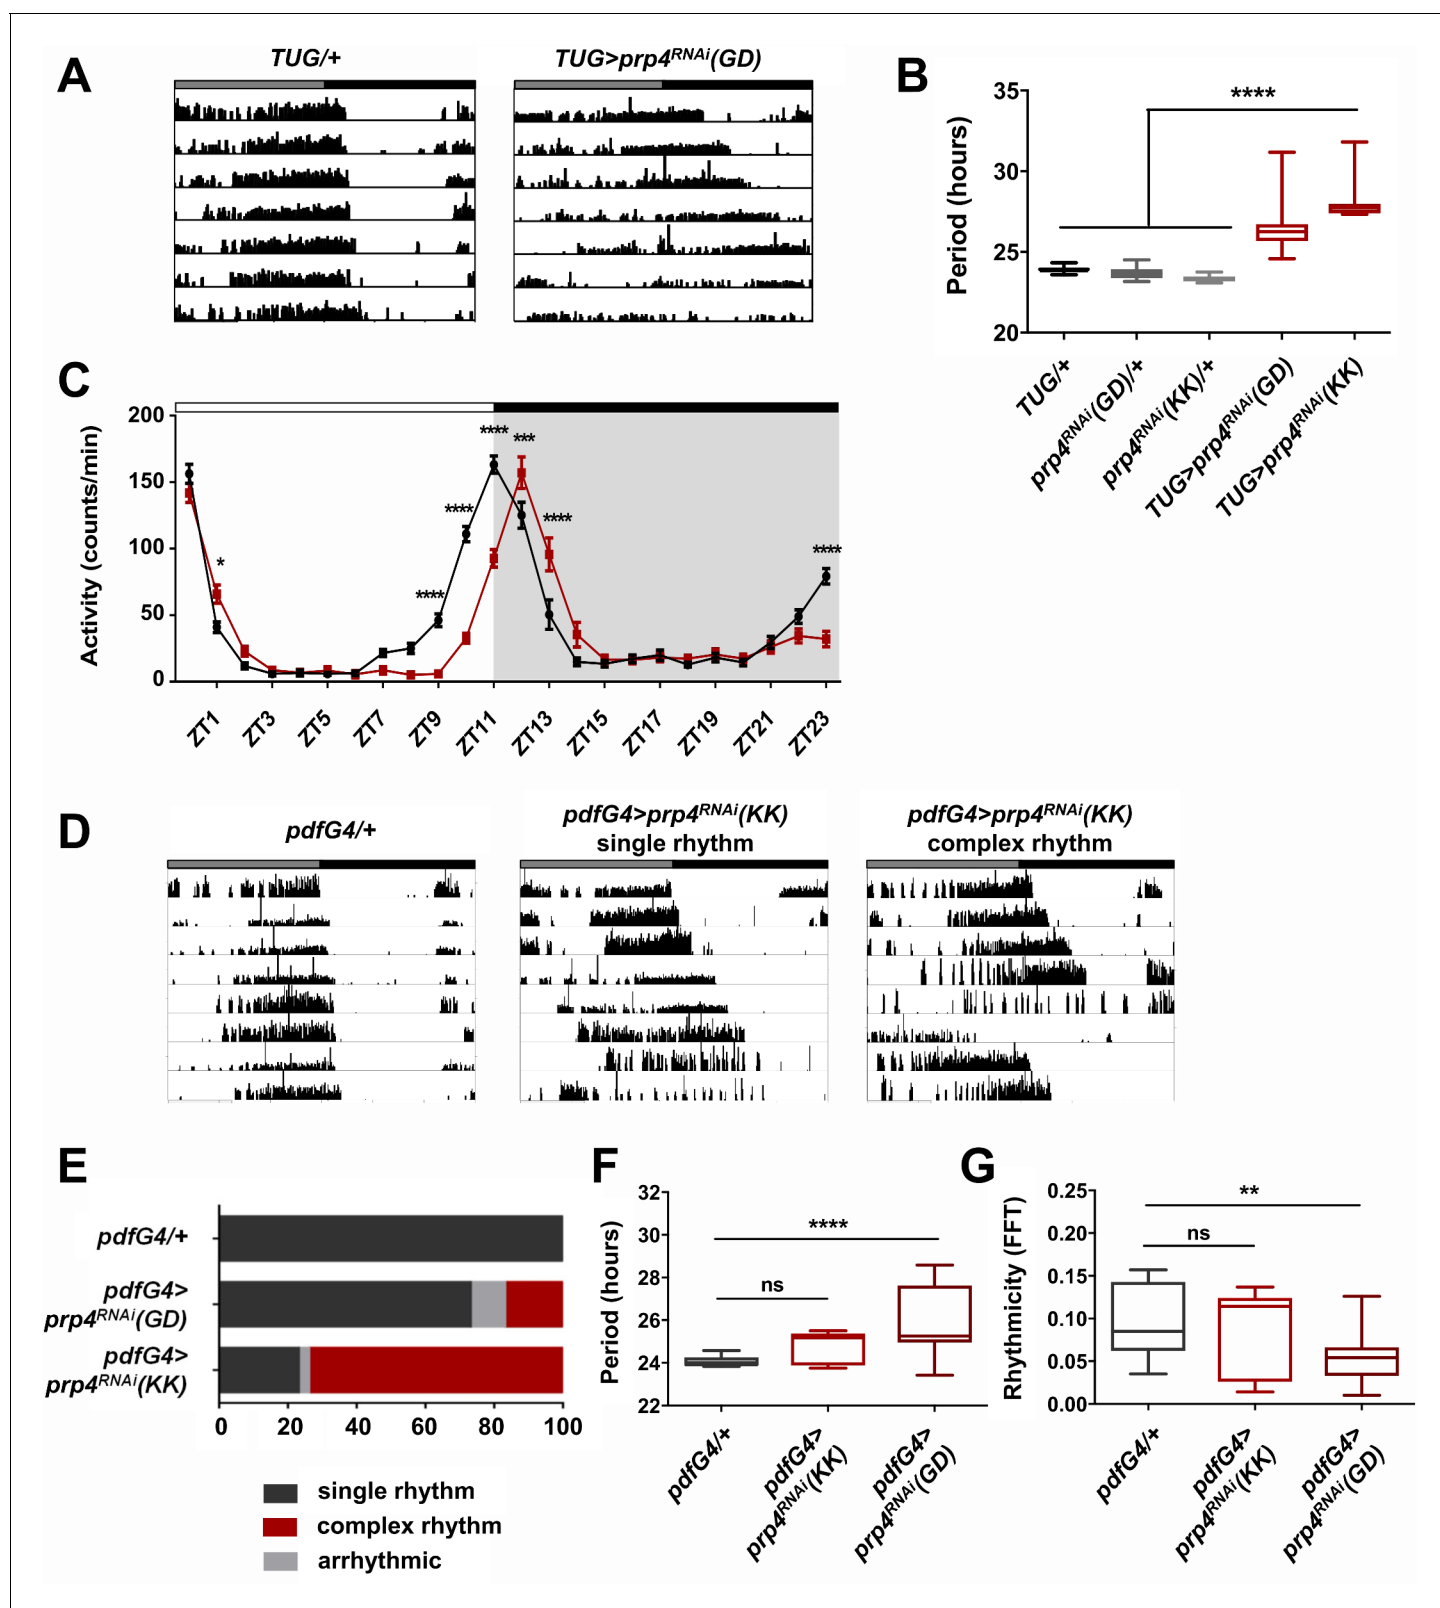 A
TUG/+
TUG>prp4RNAi(GD)
B
Period (hours)
35
30
25
20
****
TUG/+
prp4RNAi(GD)/+
prp4RNAi(KK)/+
TUG>prp4RNAi(GD)
TUG>prp4RNAi(KK)
C
Activity (counts/min)
200
150
100
50
0
*
****
****
****
***
****
****
ZT1
ZT3
ZT5
ZT7
ZT9
ZT11
ZT13
ZT15
ZT17
ZT19
ZT21
ZT23
D
pdfG4/+
pdfG4>prp4RNAi(KK)
single rhythm
pdfG4>prp4RNAi(KK)
complex rhythm
E
pdfG4/+
pdfG4>
prp4RNAi(GD)
pdfG4>
prp4RNAi(KK)
0 20 40 60 80 100
single rhythm
complex rhythm
arrhythmic
F
Period (hours)
32
30
28
26
24
22
****
ns
pdfG4/+
pdfG4>
prp4RNAi(KK)
pdfG4>
prp4RNAi(GD)
G
Rhythmicity (FFT)
0.25
0.20
0.15
0.10
0.05
0.00
**
ns
pdfG4/+
pdfG4>
prp4RNAi(KK)
pdfG4>
prp4RNAi(GD)